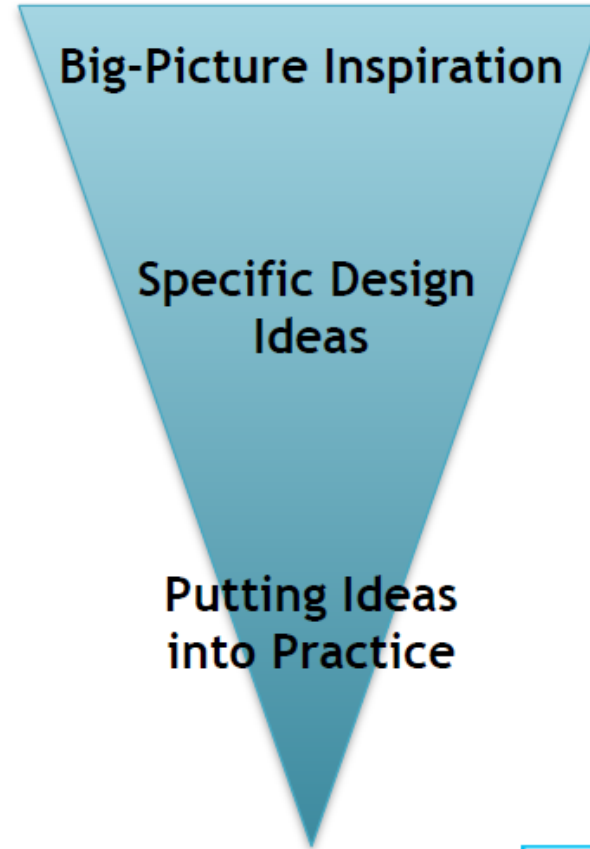 Big-Picture Inspiration
Specific Design
Ideas
Putting Ideas
into Practice